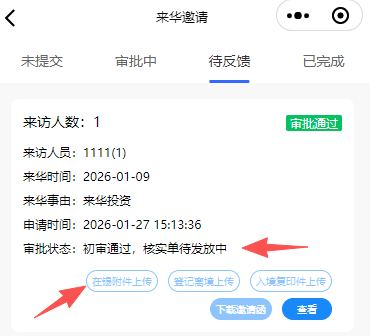 来华邀请
未提交 审批中 待反馈 已完成
来访人数：1 审批通过
来访人员：1111(1)
来华时间：2026-01-09
来华事由：来华投资
申请时间：2026-01-27 15:13:36
审批状态：初审通过，核实单待发放中
在锡附件上传 登记离境上传 入境复印件上传
下载邀请函 查看